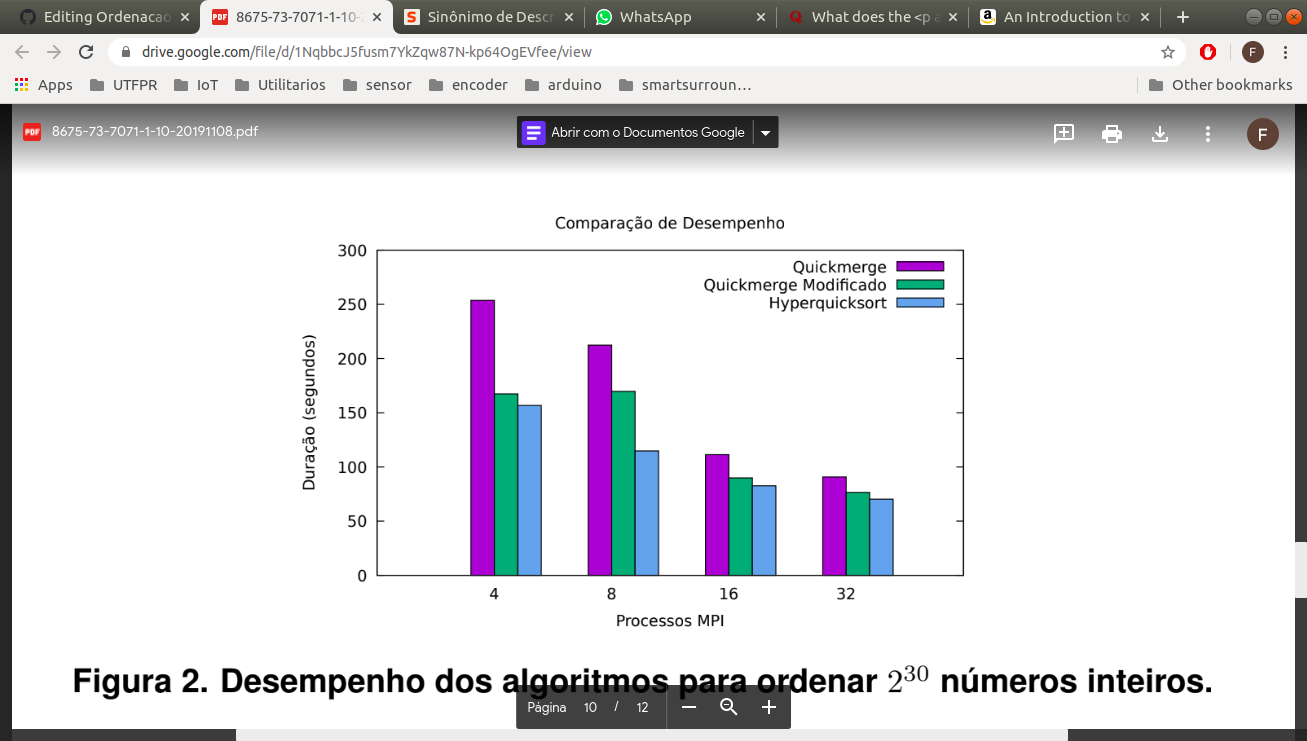 Editing Ordenacao
8675-73-7071-1-10-
Sinônimo de Descr
WhatsApp
What does the <p a
An Introduction to
drive.google.com/file/d/1NqbbcJ5fusm7YkZqw87N-kp64OgEVfee/view
F
Apps UTFPR IoT Utilitarios sensor encoder arduino smartsurroun… Other bookmarks
PDF 8675-73-7071-1-10-20191108.pdf
Abrir com o Documentos Google
F
Comparação de Desempenho
Quickmerge
Quickmerge Modificado
Hyperquicksort
Duração (segundos)
300
250
200
150
100
50
0
4 8 16 32
Processos MPI
Figura 2. Desempenho dos algoritmos para ordenar 2^30 números inteiros.
Página 10 / 12